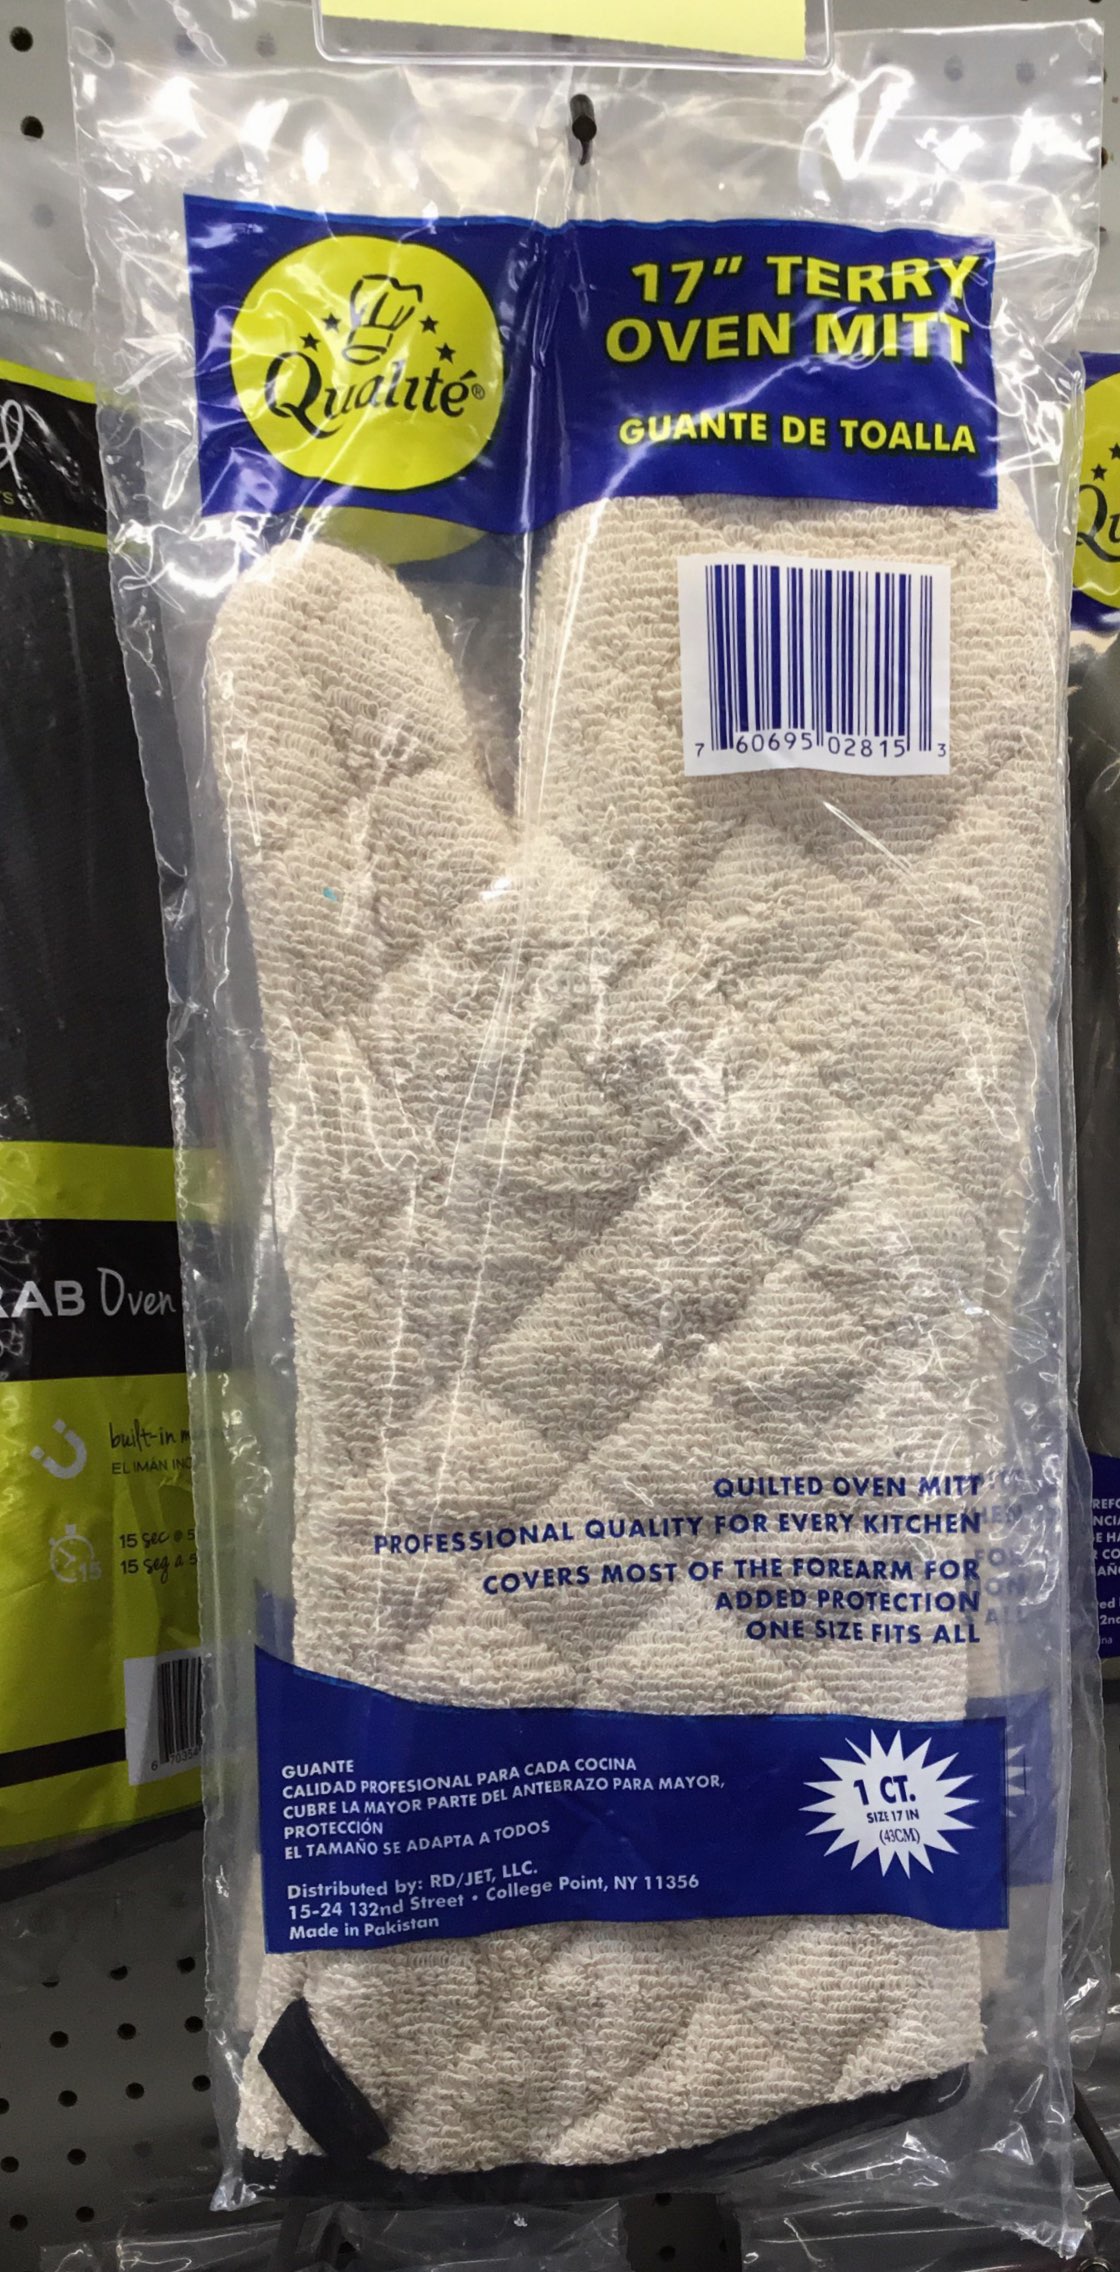 Qualité®
17" TERRY
OVEN MITT
GUANTE DE TOALLA
7 60695 02815 3
QUILTED OVEN MITT
PROFESSIONAL QUALITY FOR EVERY KITCHEN
COVERS MOST OF THE FOREARM FOR
ADDED PROTECTION
ONE SIZE FITS ALL
GUANTE
CALIDAD PROFESIONAL PARA CADA COCINA
CUBRE LA MAYOR PARTE DEL ANTEBRAZO PARA MAYOR,
PROTECCIÓN
EL TAMAÑO SE ADAPTA A TODOS
Distributed by: RD/JET, LLC.
15-24 132nd Street • College Point, NY 11356
Made in Pakistan
1 CT.
SIZE 17 IN
(43CM)
Oven
built-in
EL IMÁN
15 sec
15 seg a
15